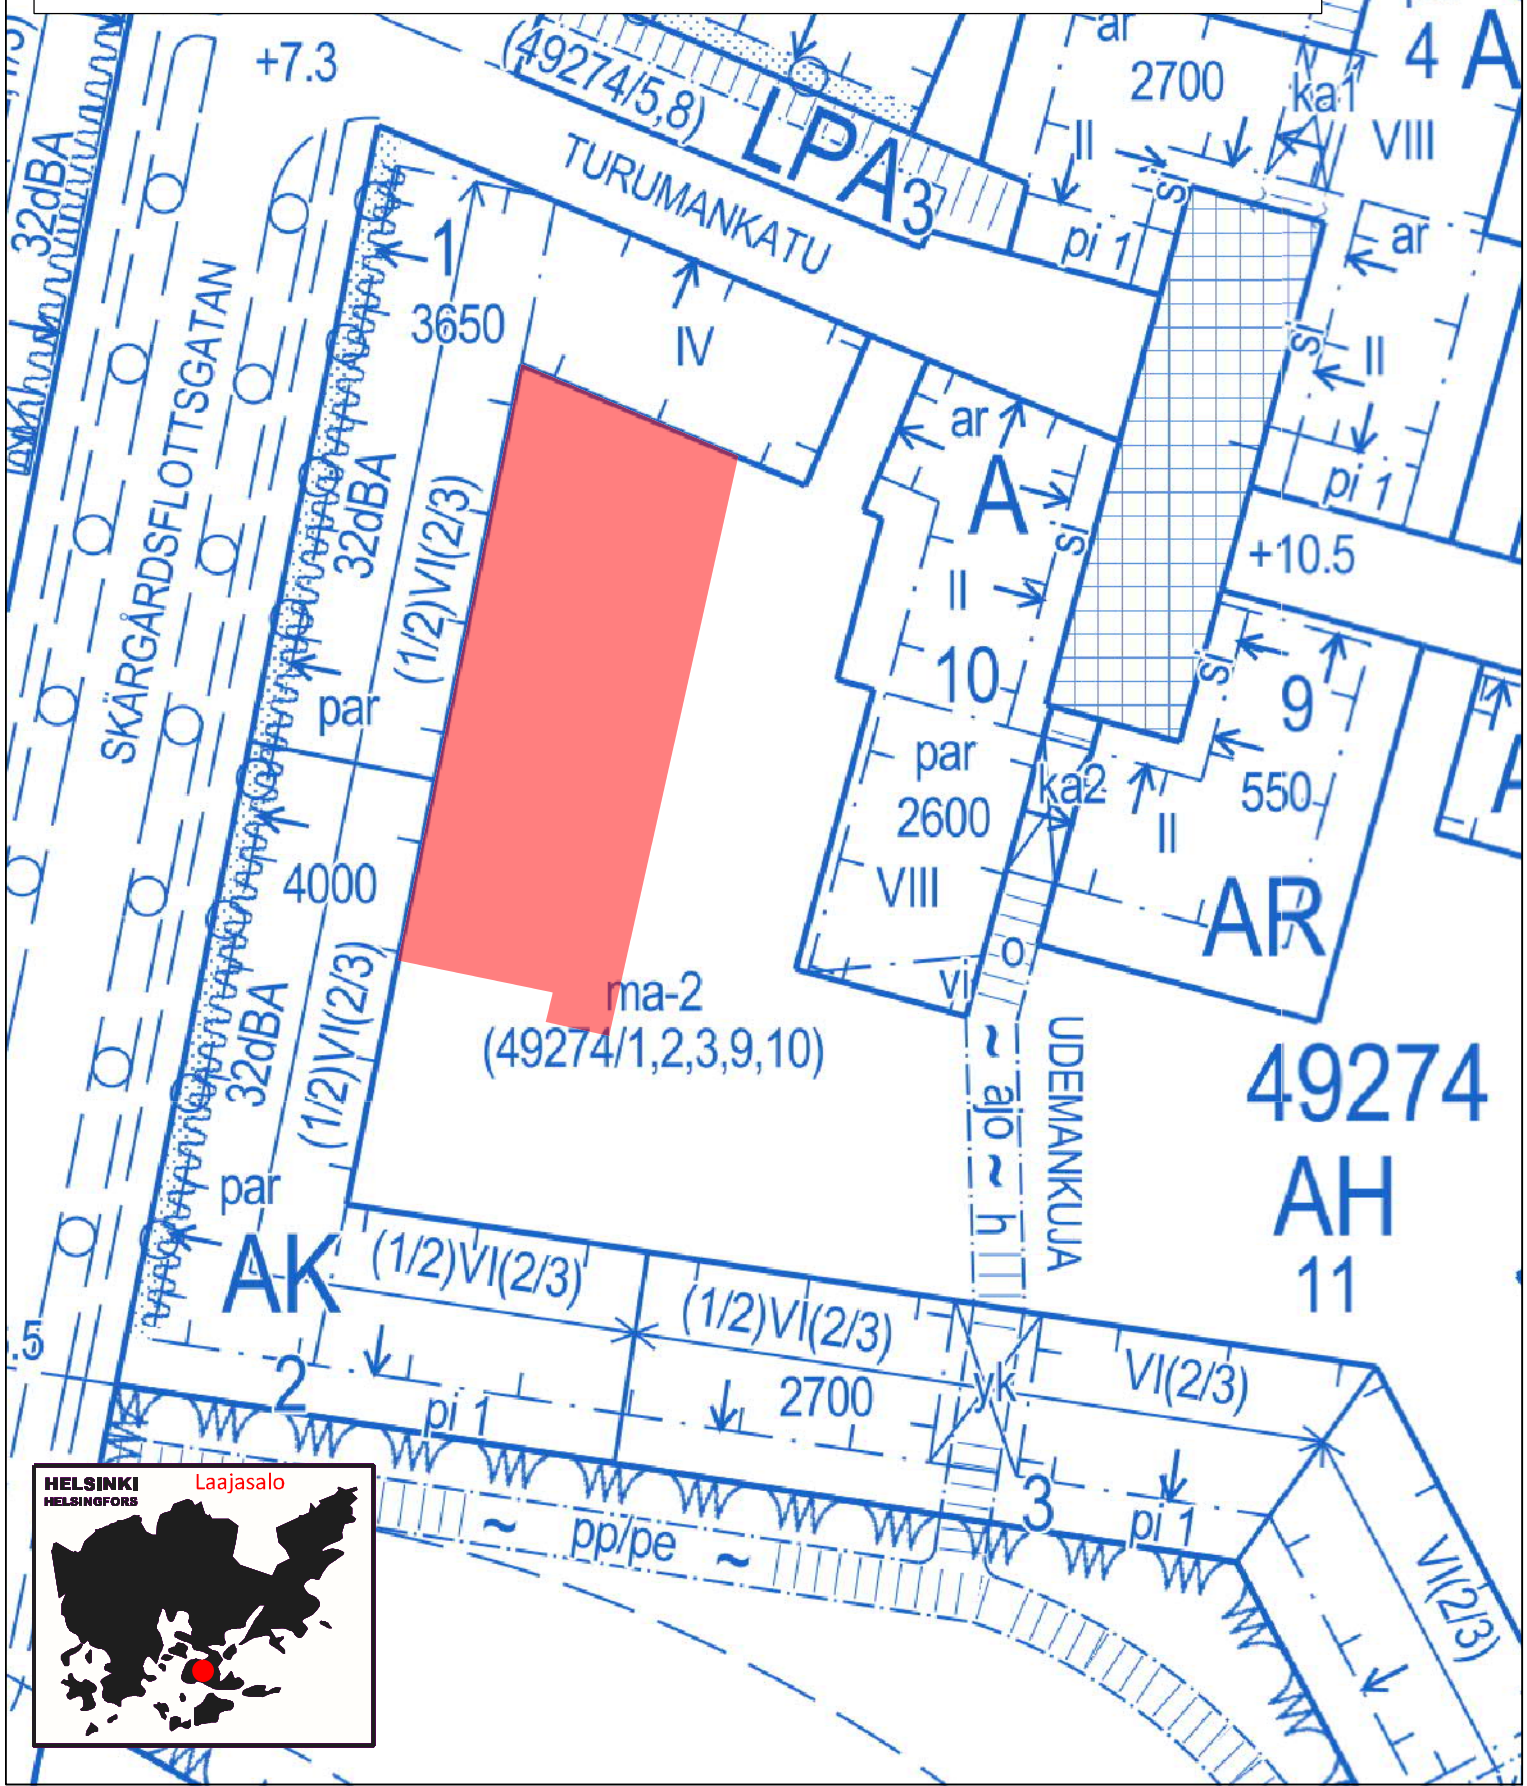 +7.3
(49274/5,8)
LPA3
ar
2700
ka1
4
A
VIII
II
si
pi 1
ar
si
II
pi 1
32dBA
SKÄRGÅRDSFLOTTSGATAN
TURUMANKATU
1
3650
IV
32dBA
(1/2)VI(2/3)
par
ar
A
si
II
10
par
2600
VIII
vi
+10.5
si
9
550
ka2
II
AR
o
4000
32dBA
(1/2)VI(2/3)
par
ma-2
(49274/1,2,3,9,10)
~ ajo ~ h
UDEMANKUJA
49274
AH
11
AK
(1/2)VI(2/3)
(1/2)VI(2/3)
VI(2/3)
2
pi 1
2700
yk
3
pi 1
VI(2/3)
.5
~ pp/pe ~
HELSINKI
HELSINGFORS
Laajasalo